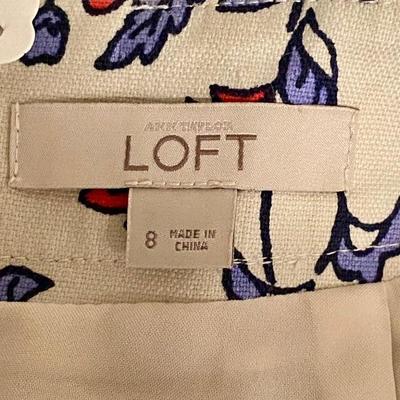 ANN TAYLOR
LOFT
8
MADE IN
CHINA